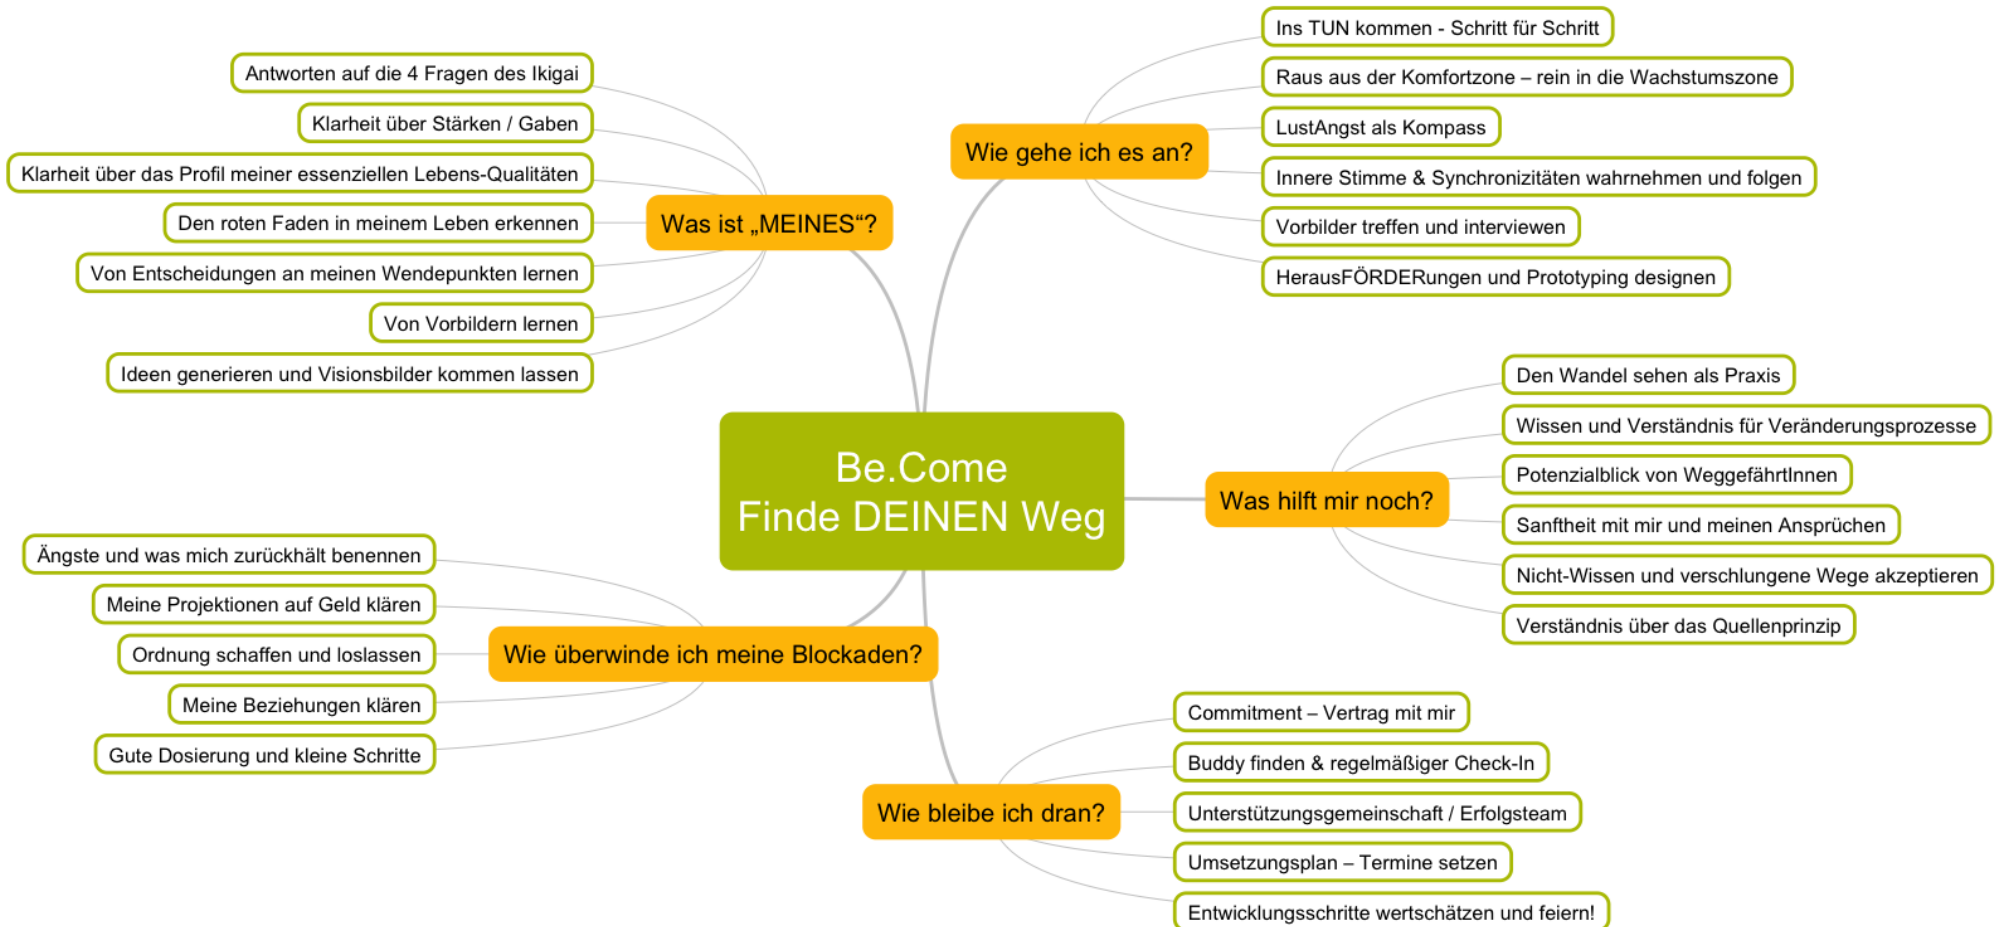 Be.Come
Finde DEINEN Weg
Was ist „MEINES“?
Antworten auf die 4 Fragen des Ikigai
Klarheit über Stärken / Gaben
Klarheit über das Profil meiner essenziellen Lebens-Qualitäten
Den roten Faden in meinem Leben erkennen
Von Entscheidungen an meinen Wendepunkten lernen
Von Vorbildern lernen
Ideen generieren und Visionsbilder kommen lassen
Wie gehe ich es an?
Ins TUN kommen - Schritt für Schritt
Raus aus der Komfortzone – rein in die Wachstumszone
LustAngst als Kompass
Innere Stimme & Synchronizitäten wahrnehmen und folgen
Vorbilder treffen und interviewen
HerausFÖRDERungen und Prototyping designen
Was hilft mir noch?
Den Wandel sehen als Praxis
Wissen und Verständnis für Veränderungsprozesse
Potenzialblick von WeggefährtInnen
Sanftheit mit mir und meinen Ansprüchen
Nicht-Wissen und verschlungene Wege akzeptieren
Verständnis über das Quellenprinzip
Wie überwinde ich meine Blockaden?
Ängste und was mich zurückhält benennen
Meine Projektionen auf Geld klären
Ordnung schaffen und loslassen
Meine Beziehungen klären
Gute Dosierung und kleine Schritte
Wie bleibe ich dran?
Commitment – Vertrag mit mir
Buddy finden & regelmäßiger Check-In
Unterstützungsgemeinschaft / Erfolgsteam
Umsetzungsplan – Termine setzen
Entwicklungsschritte wertschätzen und feiern!